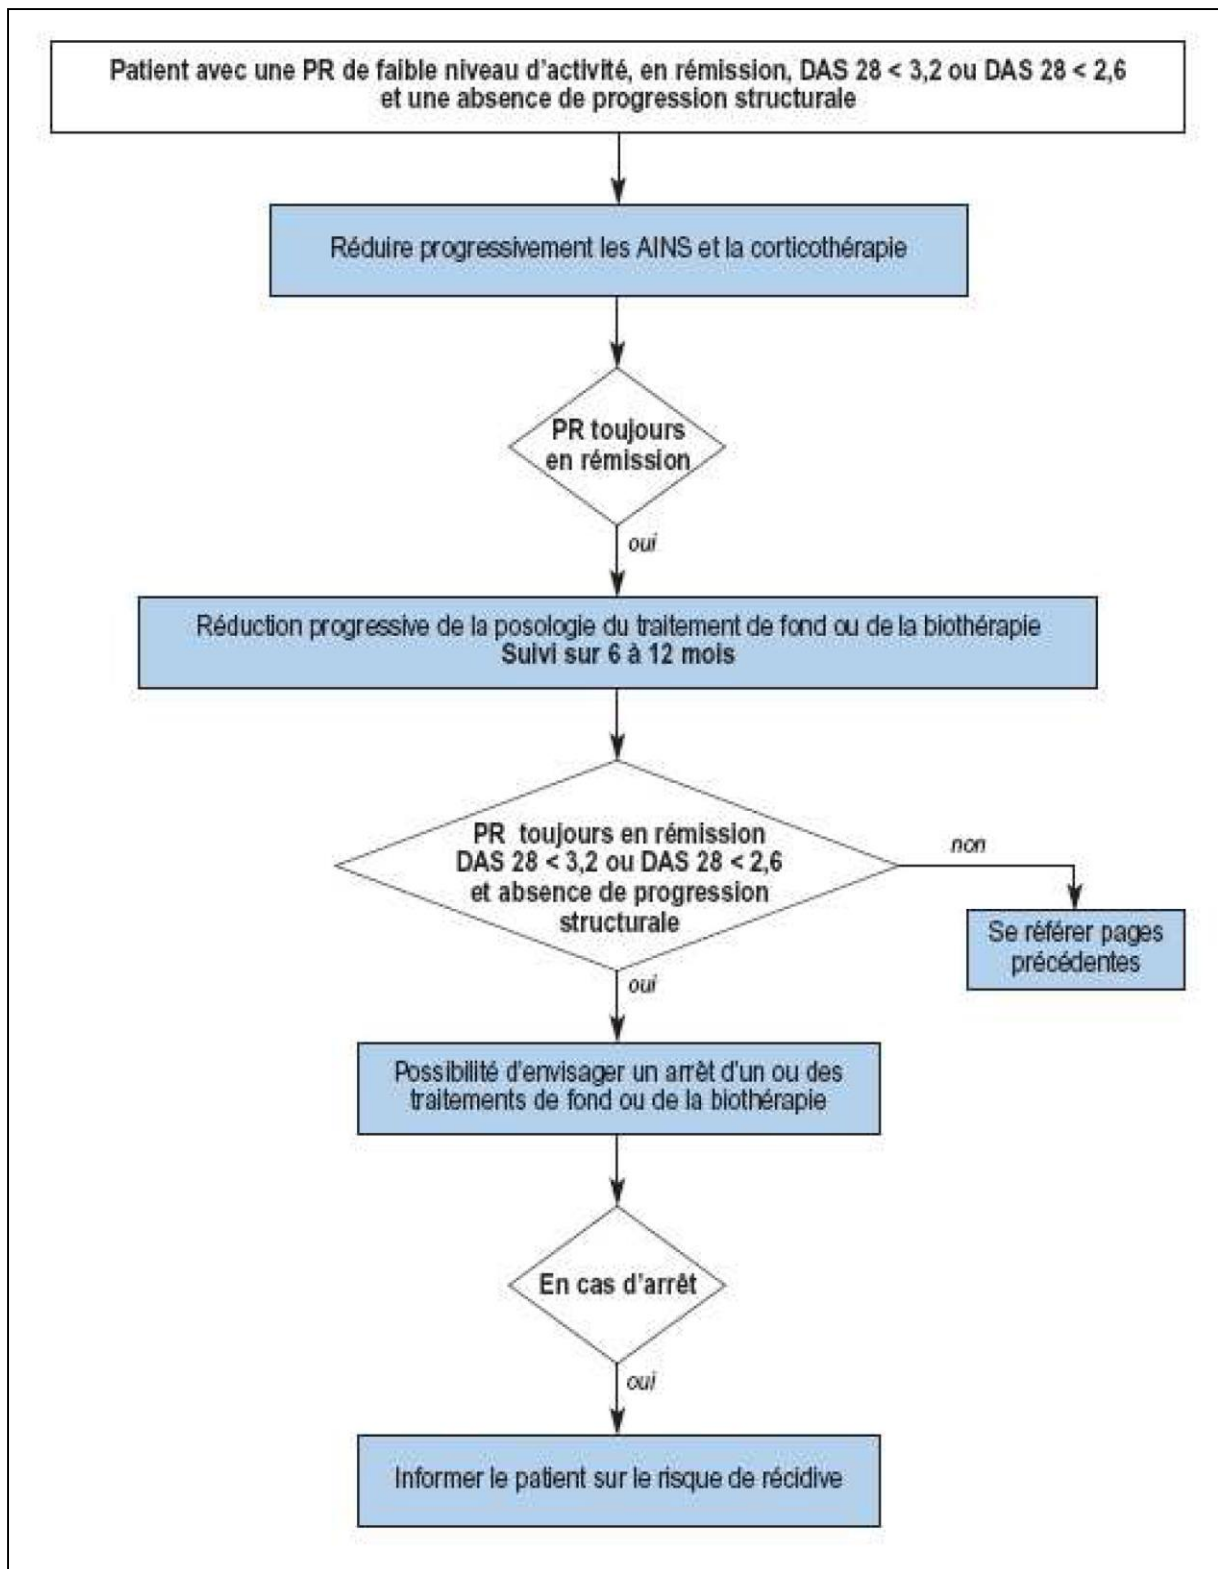 Patient avec une PR de faible niveau d'activité, en rémission, DAS 28 < 3,2 ou DAS 28 < 2,6
et une absence de progression structurale
Réduire progressivement les AINS et la corticothérapie
PR toujours
en rémission
oui
Réduction progressive de la posologie du traitement de fond ou de la biothérapie
Suivi sur 6 à 12 mois
PR toujours en rémission
DAS 28 < 3,2 ou DAS 28 < 2,6
et absence de progression
structurale
non
Se référer pages
précédentes
oui
Possibilité d'envisager un arrêt d'un ou des
traitements de fond ou de la biothérapie
En cas d'arrêt
oui
Informer le patient sur le risque de récidive